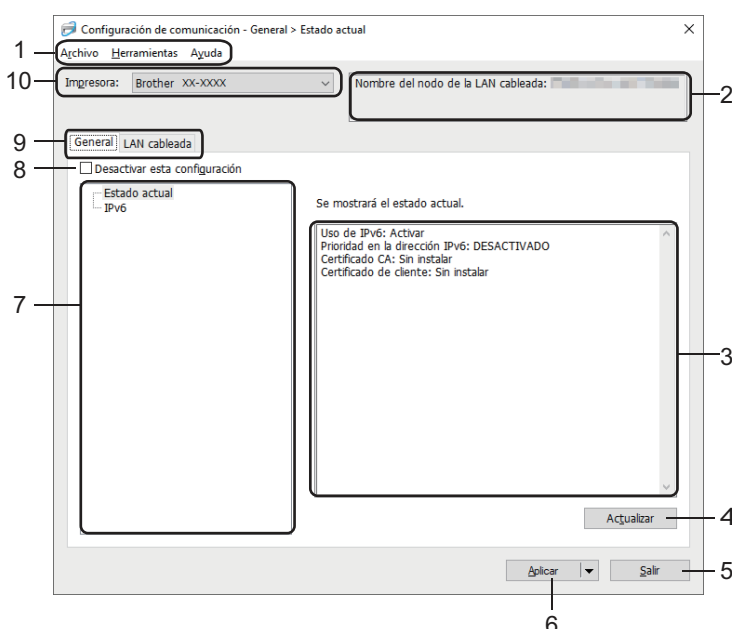 Configuración de comunicación - General > Estado actual
1
Archivo Herramientas Ayuda
10
Impresora: Brother XX-XXXX
Nombre del nodo de la LAN cableada:
2
9
General LAN cableada
8
Desactivar esta configuración
Estado actual
IPv6
7
Se mostrará el estado actual.
Uso de IPv6: Activar
Prioridad en la dirección IPv6: DESACTIVADO
Certificado CA: Sin instalar
Certificado de cliente: Sin instalar
3
Actualizar
4
Aplicar
Salir
5
6